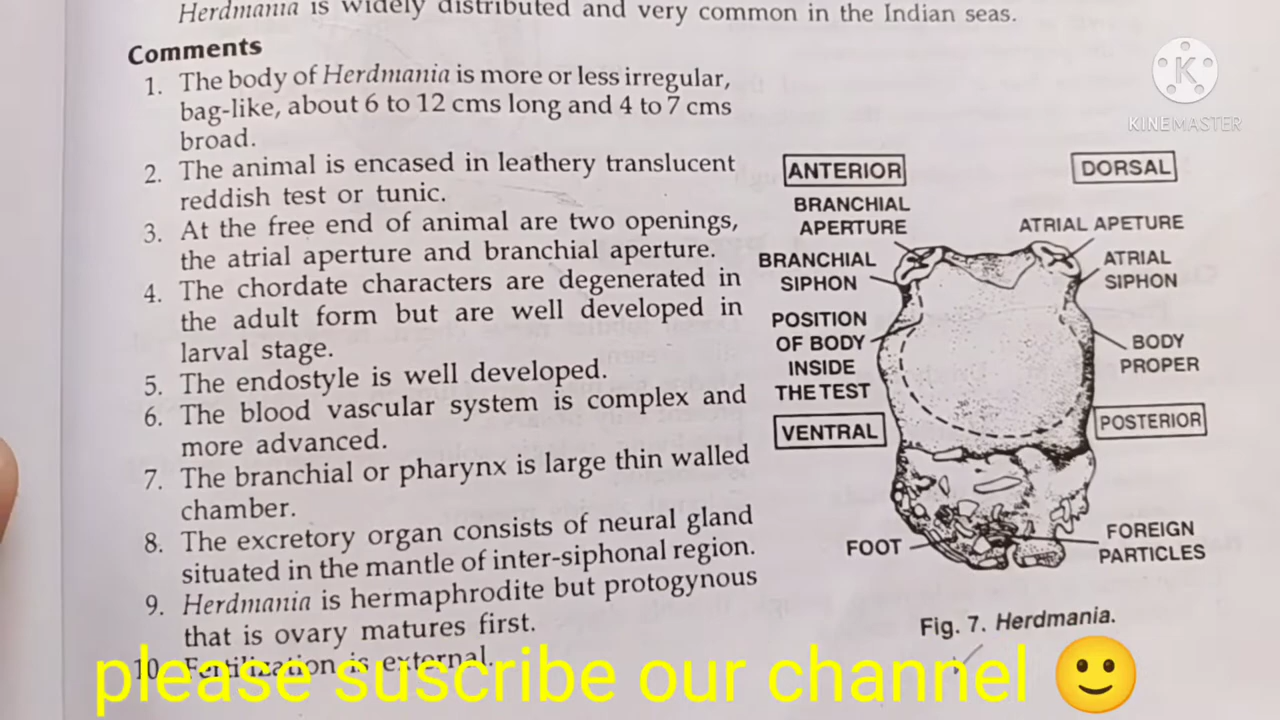 Herdmania is widely distributed and very common in the Indian seas.
Comments
1. The body of Herdmania is more or less irregular,
bag-like, about 6 to 12 cms long and 4 to 7 cms
broad.
2. The animal is encased in leathery translucent
reddish test or tunic.
3. At the free end of animal are two openings,
the atrial aperture and branchial aperture.
4. The chordate characters are degenerated in
the adult form but are well developed in
larval stage.
5. The endostyle is well developed.
6. The blood vascular system is complex and
more advanced.
7. The branchial or pharynx is large thin walled
chamber.
8. The excretory organ consists of neural gland
situated in the mantle of inter-siphonal region.
9. Herdmania is hermaphrodite but protogynous
that is ovary matures first.
10. Fertilization is external.
KINEMASTER
ANTERIOR
DORSAL
BRANCHIAL
APERTURE
ATRIAL APETURE
BRANCHIAL
SIPHON
ATRIAL
SIPHON
POSITION
OF BODY
INSIDE
THE TEST
BODY
PROPER
VENTRAL
POSTERIOR
FOOT
FOREIGN
PARTICLES
Fig. 7. Herdmania.
please suscribe our channel 🙂